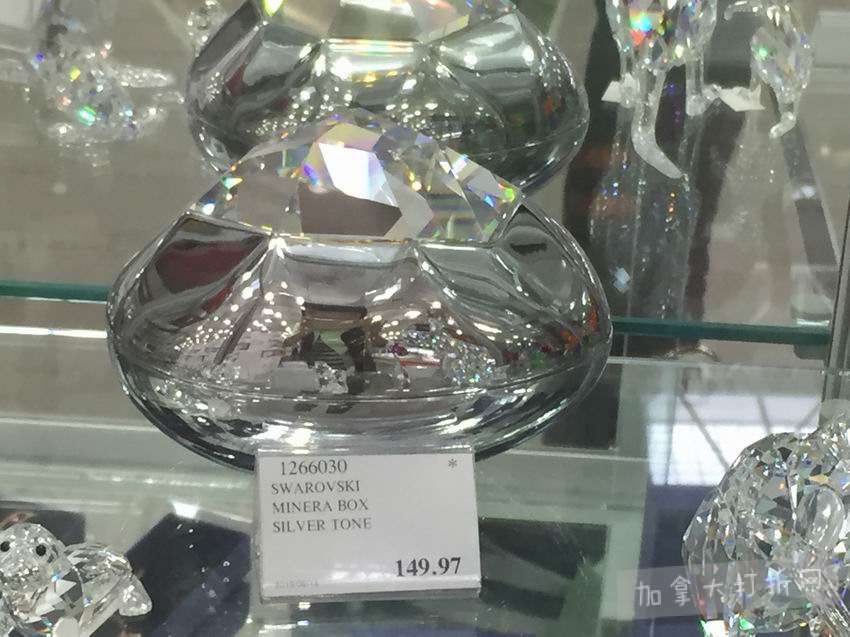 1266030 *
SWAROVSKI
MINERA BOX
SILVER TONE
149.97
加拿大打折网